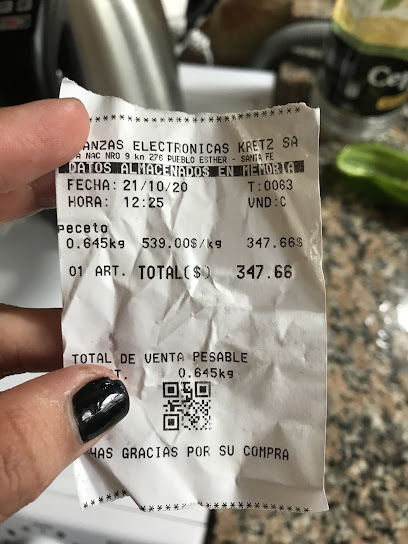 ANZAS ELECTRONICAS KRETZ SA
A NAC NRO 9 km 276 PUEBLO ESTHER - SANTA FE
DATOS ALMACENADOS EN MEMORIA
FECHA: 21/10/20 T:0063
HORA: 12:25 VND:C
Peceto
0.645kg 539.00$/kg 347.66$
01 ART. TOTAL($) 347.66
TOTAL DE VENTA PESABLE
T. 0.645kg
HAS GRACIAS POR SU COMPRA
Cep